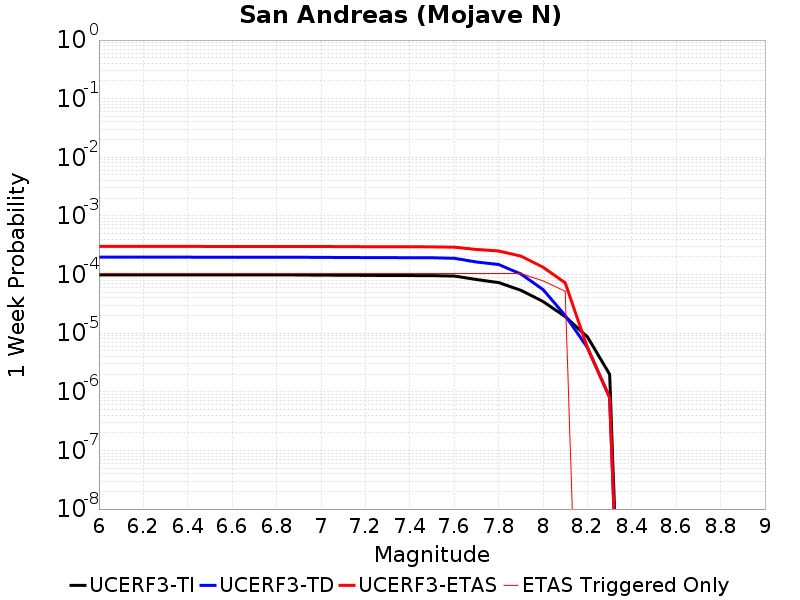 San Andreas (Mojave N)
1 Week Probability
10^0
10^-1
10^-2
10^-3
10^-4
10^-5
10^-6
10^-7
10^-8
6 6.2 6.4 6.6 6.8 7 7.2 7.4 7.6 7.8 8 8.2 8.4 8.6 8.8 9
Magnitude
UCERF3-TI UCERF3-TD UCERF3-ETAS ETAS Triggered Only